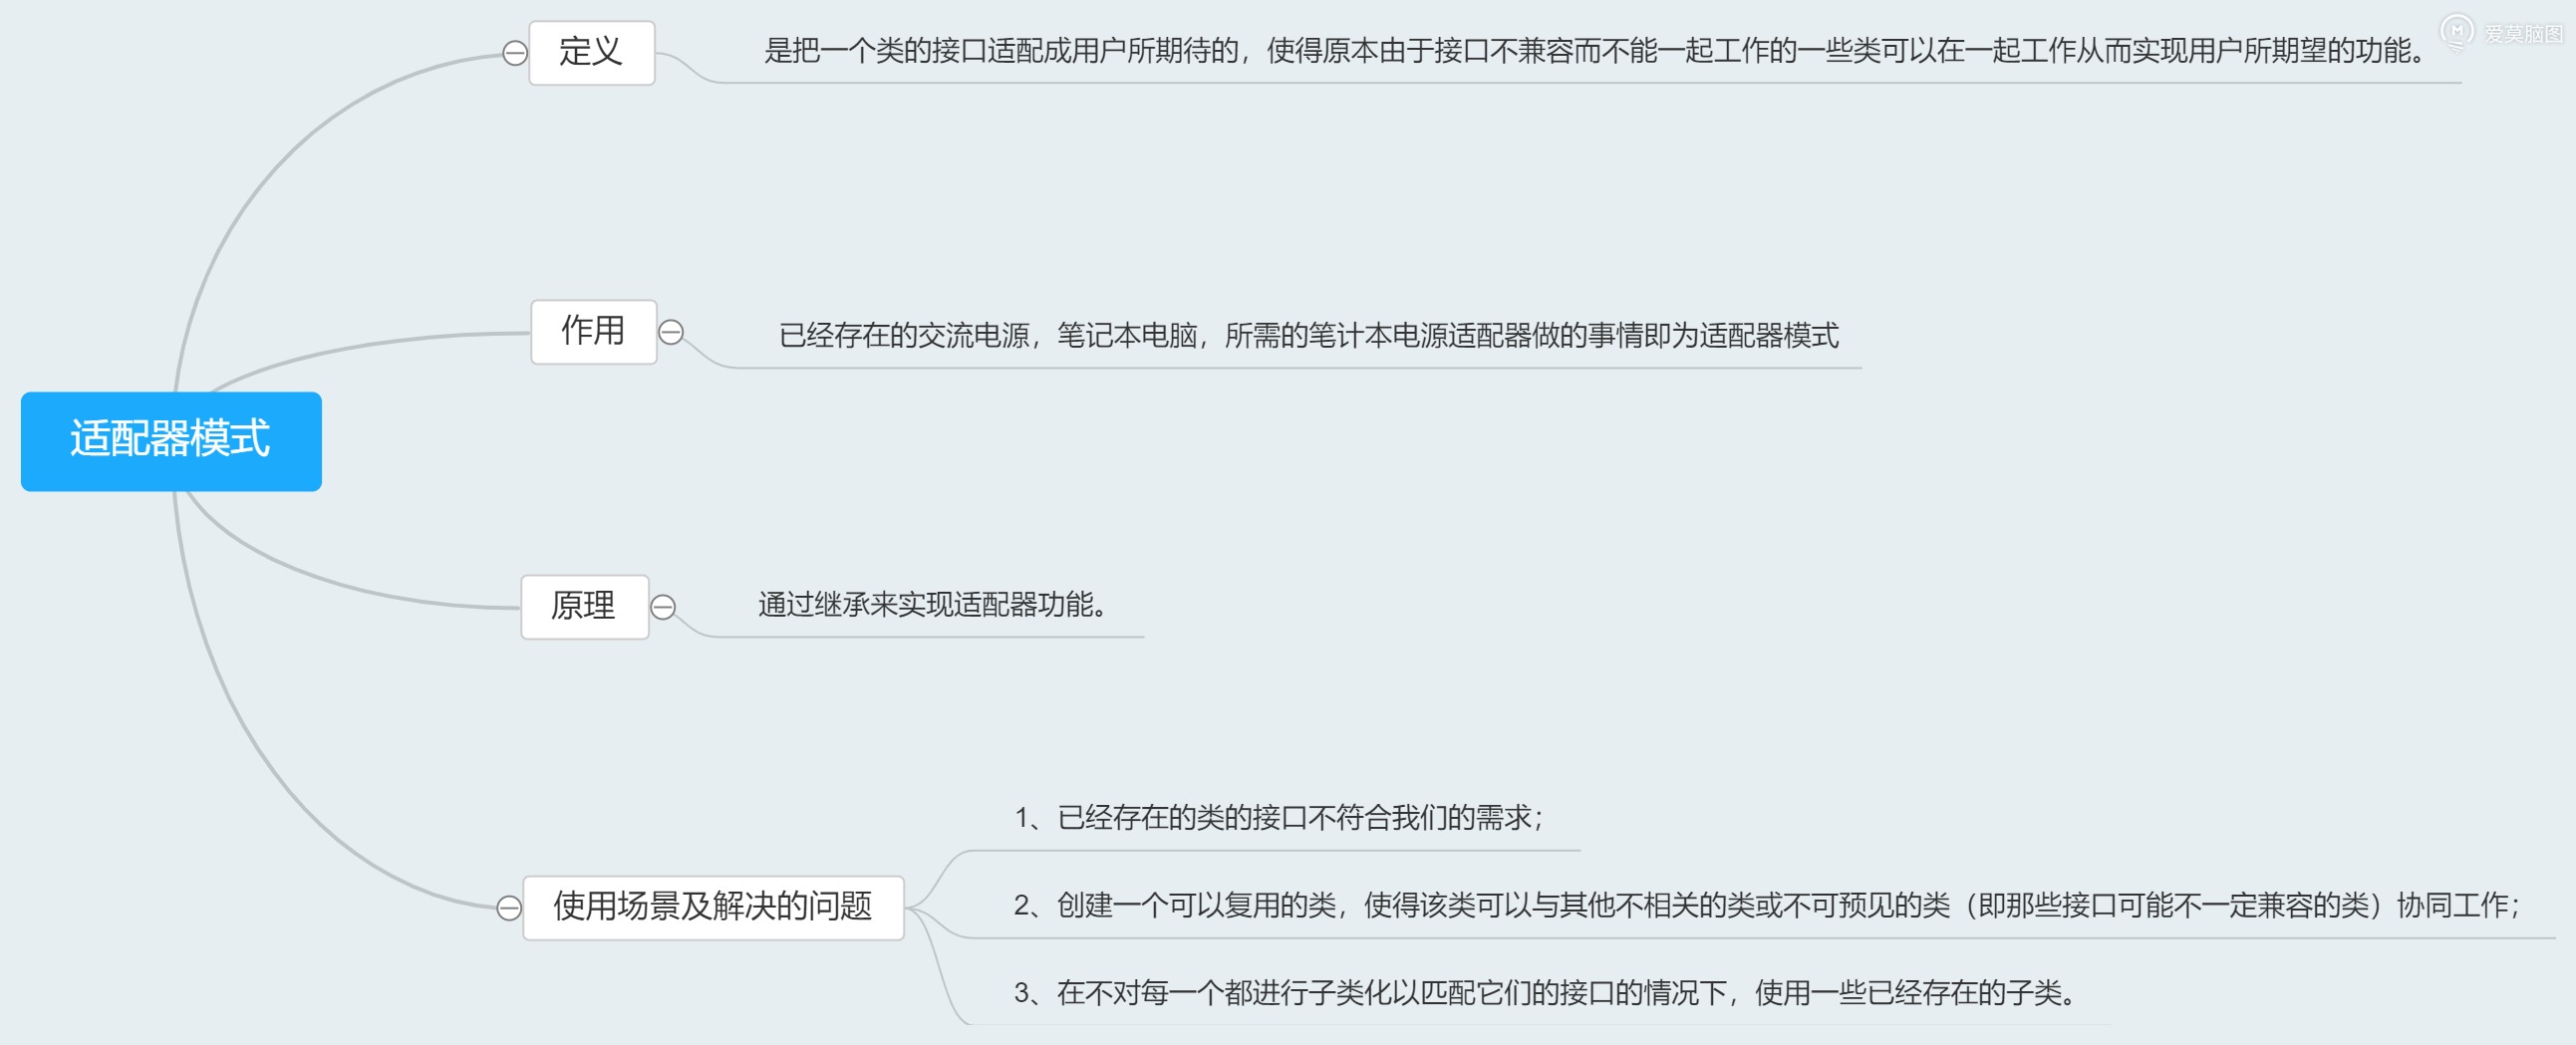 爱莫脑图
定义
是把一个类的接口适配成用户所期待的，使得原本由于接口不兼容而不能一起工作的一些类可以在一起工作从而实现用户所期望的功能。
作用
已经存在的交流电源，笔记本电脑，所需的笔计本电源适配器做的事情即为适配器模式
适配器模式
原理
通过继承来实现适配器功能。
使用场景及解决的问题
1、已经存在的类的接口不符合我们的需求；
2、创建一个可以复用的类，使得该类可以与其他不相关的类或不可预见的类（即那些接口可能不一定兼容的类）协同工作；
3、在不对每一个都进行子类化以匹配它们的接口的情况下，使用一些已经存在的子类。